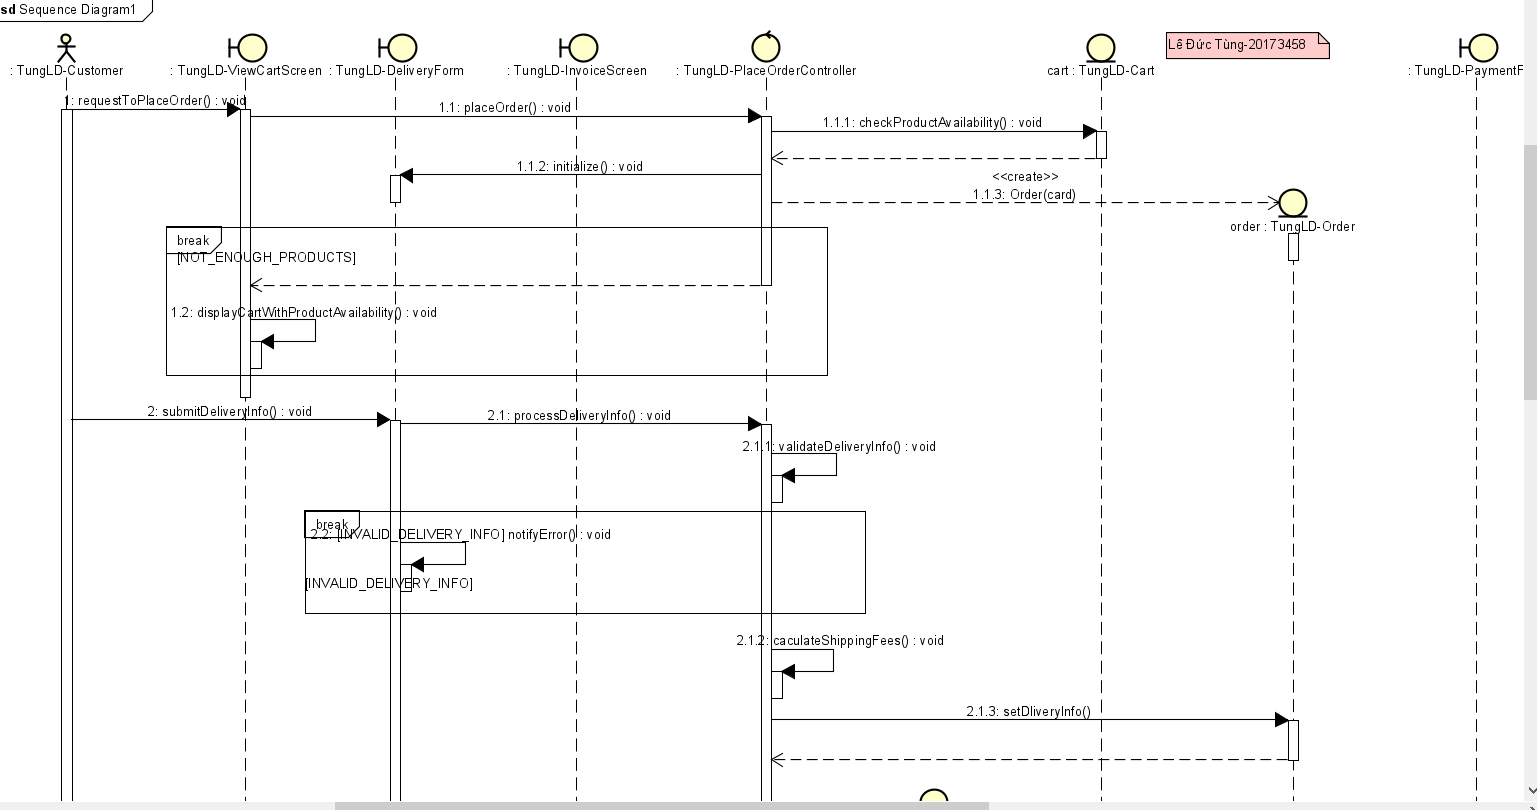 sd Sequence Diagram1
Lê Đức Tùng-20173458
: TungLD-Customer
: TungLD-ViewCartScreen
: TungLD-DeliveryForm
: TungLD-InvoiceScreen
: TungLD-PlaceOrderController
cart : TungLD-Cart
: TungLD-PaymentF
1: requestToPlaceOrder() : void
1.1: placeOrder() : void
1.1.1: checkProductAvailability() : void
1.1.2: initialize() : void
<<create>>
1.1.3: Order(card)
order : TungLD-Order
break
[NOT_ENOUGH_PRODUCTS]
1.2: displayCartWithProductAvailability() : void
2: submitDeliveryInfo() : void
2.1: processDeliveryInfo() : void
2.1.1: validateDeliveryInfo() : void
break
2.2: [INVALID_DELIVERY_INFO] notifyError() : void
[INVALID_DELIVERY_INFO]
2.1.2: caculateShippingFees() : void
2.1.3: setDliveryInfo()